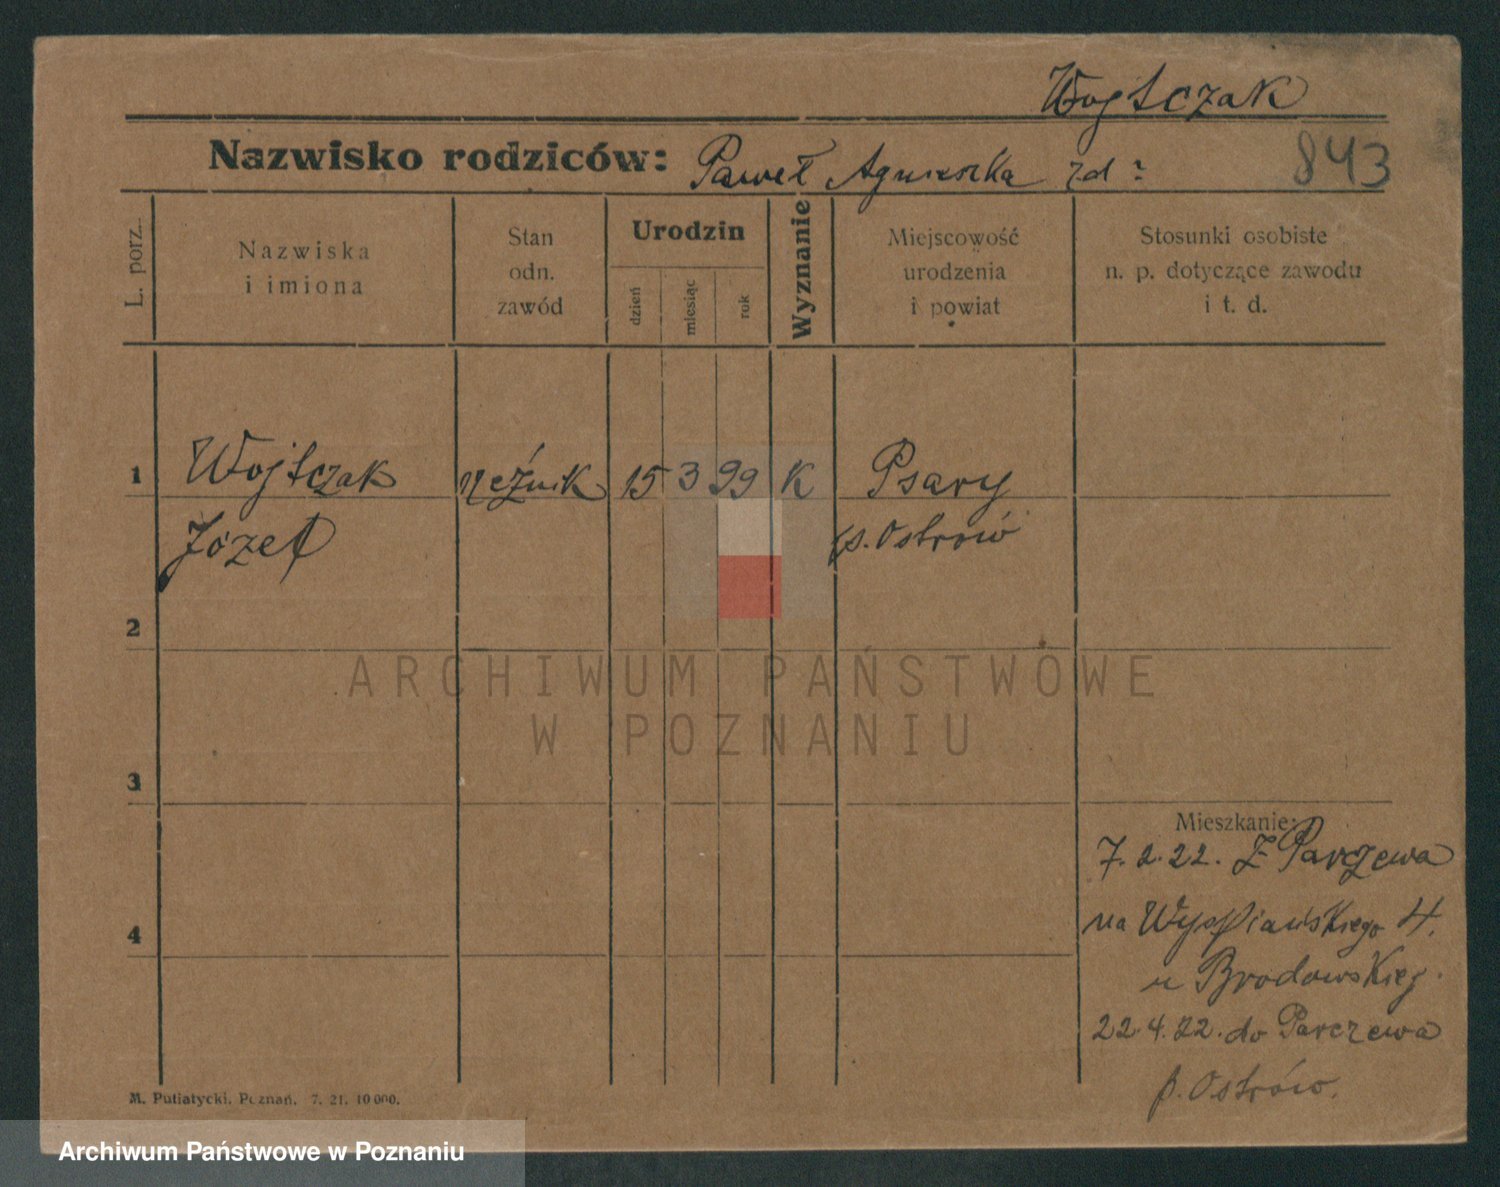 Wojtczak
Nazwisko rodziców: Paweł Agnieszka zd ?
843
L. porz.
Nazwiska
i imiona
Stan
odn.
zawód
Urodzin
dzień
miesiąc
rok
Wyznanie
Miejscowość
urodzenia
i powiat
Stosunki osobiste
n. p. dotyczące zawodu
i t. d.
1 Wojtczak rzeźnik 15 3 99 K Psary
Józef p. Ostrów
2
ARCHIWUM PAŃSTWOWE
W POZNANIU
3
Mieszkanie:
7.2.22. Z Parczewa
4
na Wyspiańskiego 4.
u Brodowskiej.
22.4.22. do Parczewa
p. Ostrów.
M. Putiatycki, Poznań. 7. 21. 10000.
Archiwum Państwowe w Poznaniu